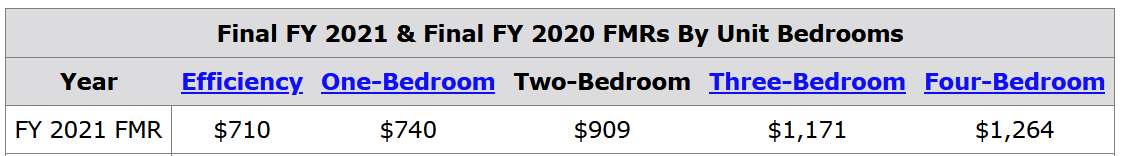 Final FY 2021 & Final FY 2020 FMRs By Unit Bedrooms
Year Efficiency One-Bedroom Two-Bedroom Three-Bedroom Four-Bedroom
FY 2021 FMR $710 $740 $909 $1,171 $1,264